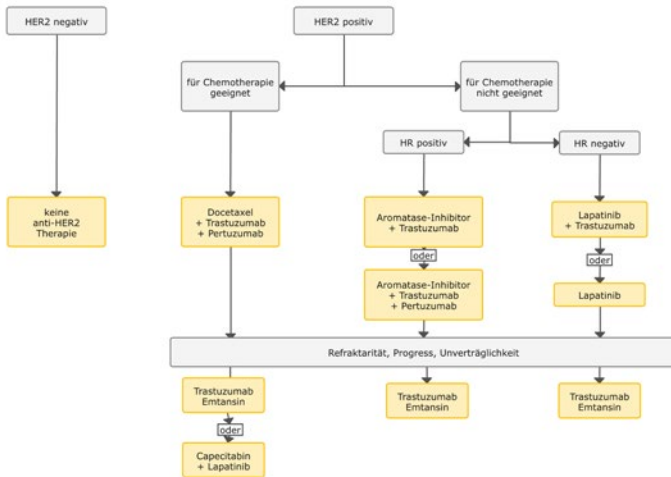 HER2 negativ
HER2 positiv
für Chemotherapie
geeignet
für Chemotherapie
nicht geeignet
HR positiv
HR negativ
keine
anti-HER2
Therapie
Docetaxel
+ Trastuzumab
+ Pertuzumab
Aromatase-Inhibitor
+ Trastuzumab
oder
Aromatase-Inhibitor
+ Trastuzumab
+ Pertuzumab
Lapatinib
+ Trastuzumab
oder
Lapatinib
Refraktarität, Progress, Unverträglichkeit
Trastuzumab
Emtansin
oder
Capecitabin
+ Lapatinib
Trastuzumab
Emtansin
Trastuzumab
Emtansin